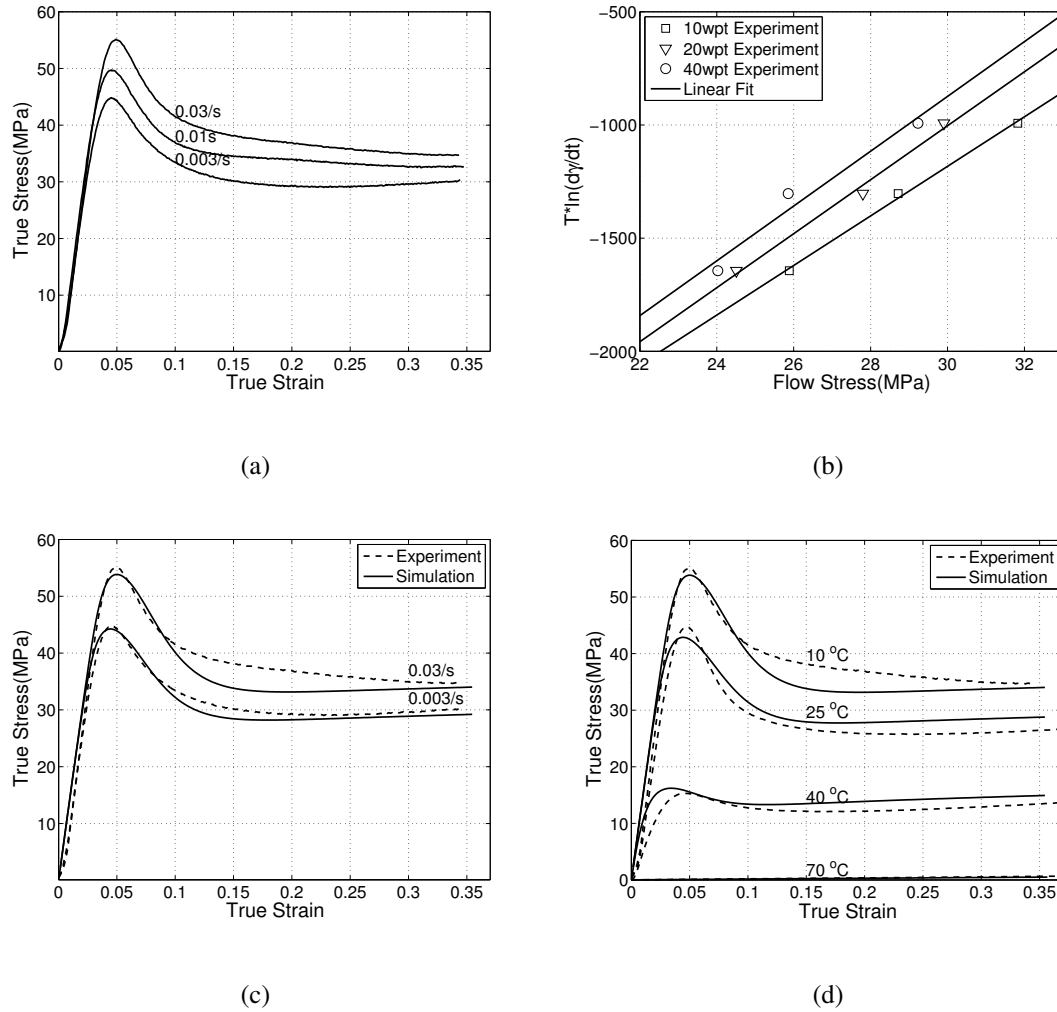 60
50
40
30
20
10
0 0.05 0.1 0.15 0.2 0.25 0.3 0.35
True Strain
True Stress(MPa)
0.03/s
0.01s
0.003/s
(a)
−500
−1000
−1500
−2000
22 24 26 28 30 32
Flow Stress(MPa)
T*ln(dγ/dt)
10wpt Experiment
20wpt Experiment
40wpt Experiment
Linear Fit
(b)
60
50
40
30
20
10
0 0.05 0.1 0.15 0.2 0.25 0.3 0.35
True Strain
True Stress(MPa)
Experiment
Simulation
0.03/s
0.003/s
(c)
60
50
40
30
20
10
0
0 0.05 0.1 0.15 0.2 0.25 0.3 0.35
True Strain
True Stress(MPa)
Experiment
Simulation
10 °C
25 °C
40 °C
70 °C
(d)